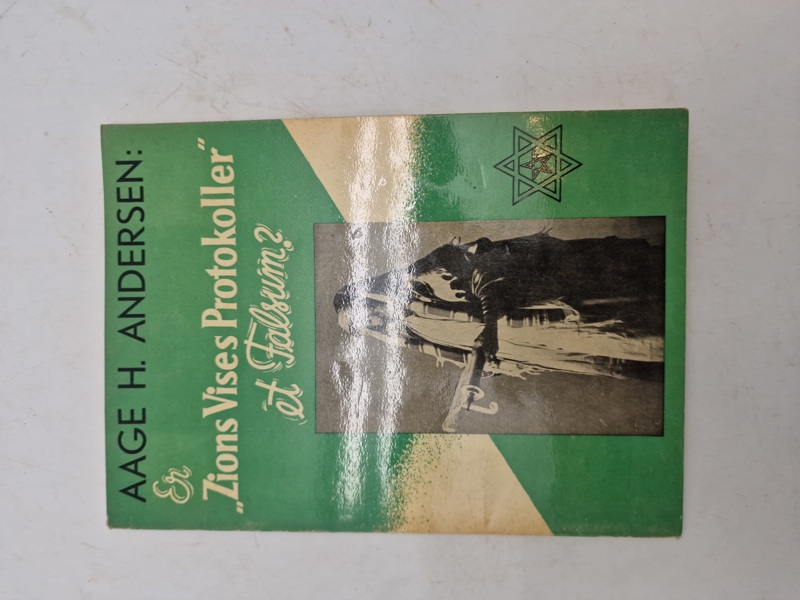 AAGE H. ANDERSEN:
Er
„Zions Vises Protokoller“
et Falsum?